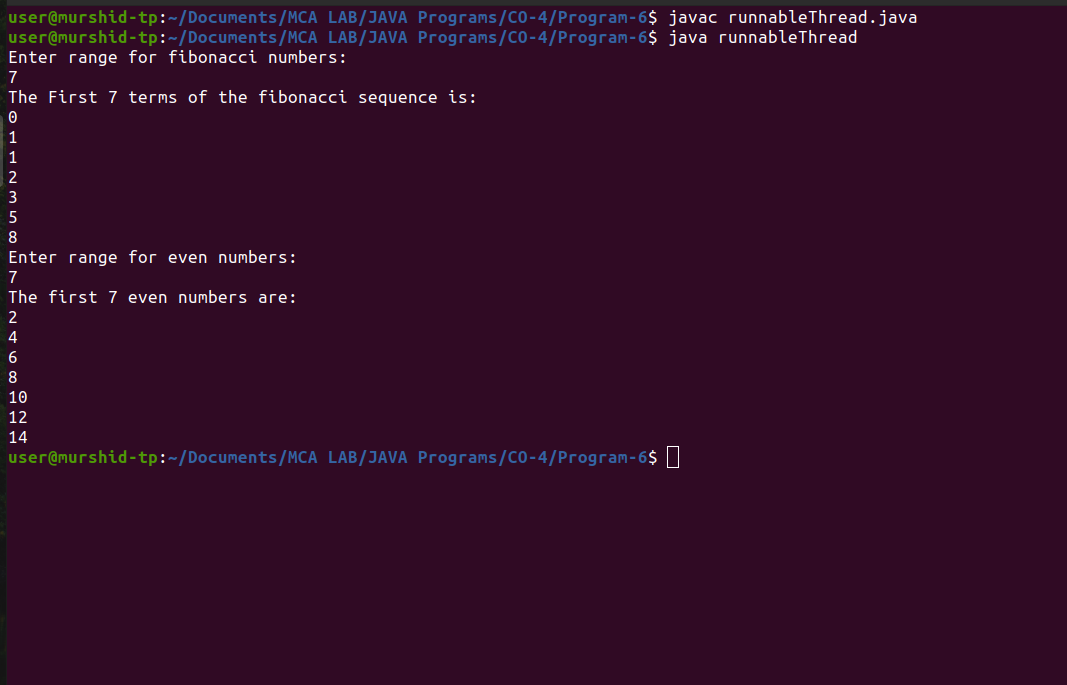 user@murshid-tp:~/Documents/MCA LAB/JAVA Programs/CO-4/Program-6$ javac runnableThread.java
user@murshid-tp:~/Documents/MCA LAB/JAVA Programs/CO-4/Program-6$ java runnableThread
Enter range for fibonacci numbers:
7
The First 7 terms of the fibonacci sequence is:
0
1
1
2
3
5
8
Enter range for even numbers:
7
The first 7 even numbers are:
2
4
6
8
10
12
14
user@murshid-tp:~/Documents/MCA LAB/JAVA Programs/CO-4/Program-6$